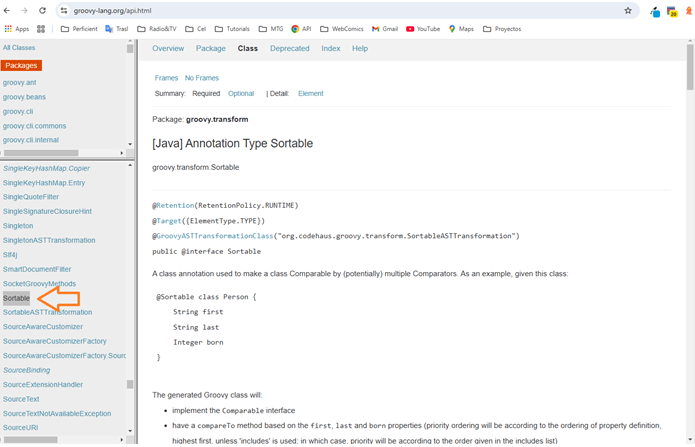 groovy-lang.org/api.html
Apps Perficient Trasl Radio&TV Cel Tutorials MTG API WebComics Gmail YouTube Maps Proyectos
All Classes
Packages
groovy.ant
groovy.beans
groovy.cli
groovy.cli.commons
groovy.cli.internal
SingleKeyHashMap.Copier
SingleKeyHashMap.Entry
SingleQuoteFilter
SingleSignatureClosureHint
Singleton
SingletonASTTransformation
Slf4j
SmartDocumentFilter
SocketGroovyMethods
Sortable
SortableASTTransformation
SourceAwareCustomizer
SourceAwareCustomizerFactory
SourceAwareCustomizerFactory.Sourc
SourceBinding
SourceExtensionHandler
SourceText
SourceTextNotAvailableException
SourceURI
Overview Package Class Deprecated Index Help
Frames No Frames
Summary: Required Optional | Detail: Element
Package: groovy.transform
[Java] Annotation Type Sortable
groovy.transform.Sortable
@Retention(RetentionPolicy.RUNTIME)
@Target({ElementType.TYPE})
@GroovyASTTransformationClass("org.codehaus.groovy.transform.SortableASTTransformation")
public @interface Sortable
A class annotation used to make a class Comparable by (potentially) multiple Comparators. As an example, given this class:
@Sortable class Person {
String first
String last
Integer born
}
The generated Groovy class will:
• implement the Comparable interface
• have a compareTo method based on the first, last and born properties (priority ordering will be according to the ordering of property definition,
highest first, unless 'includes' is used; in which case, priority will be according to the order given in the includes list)